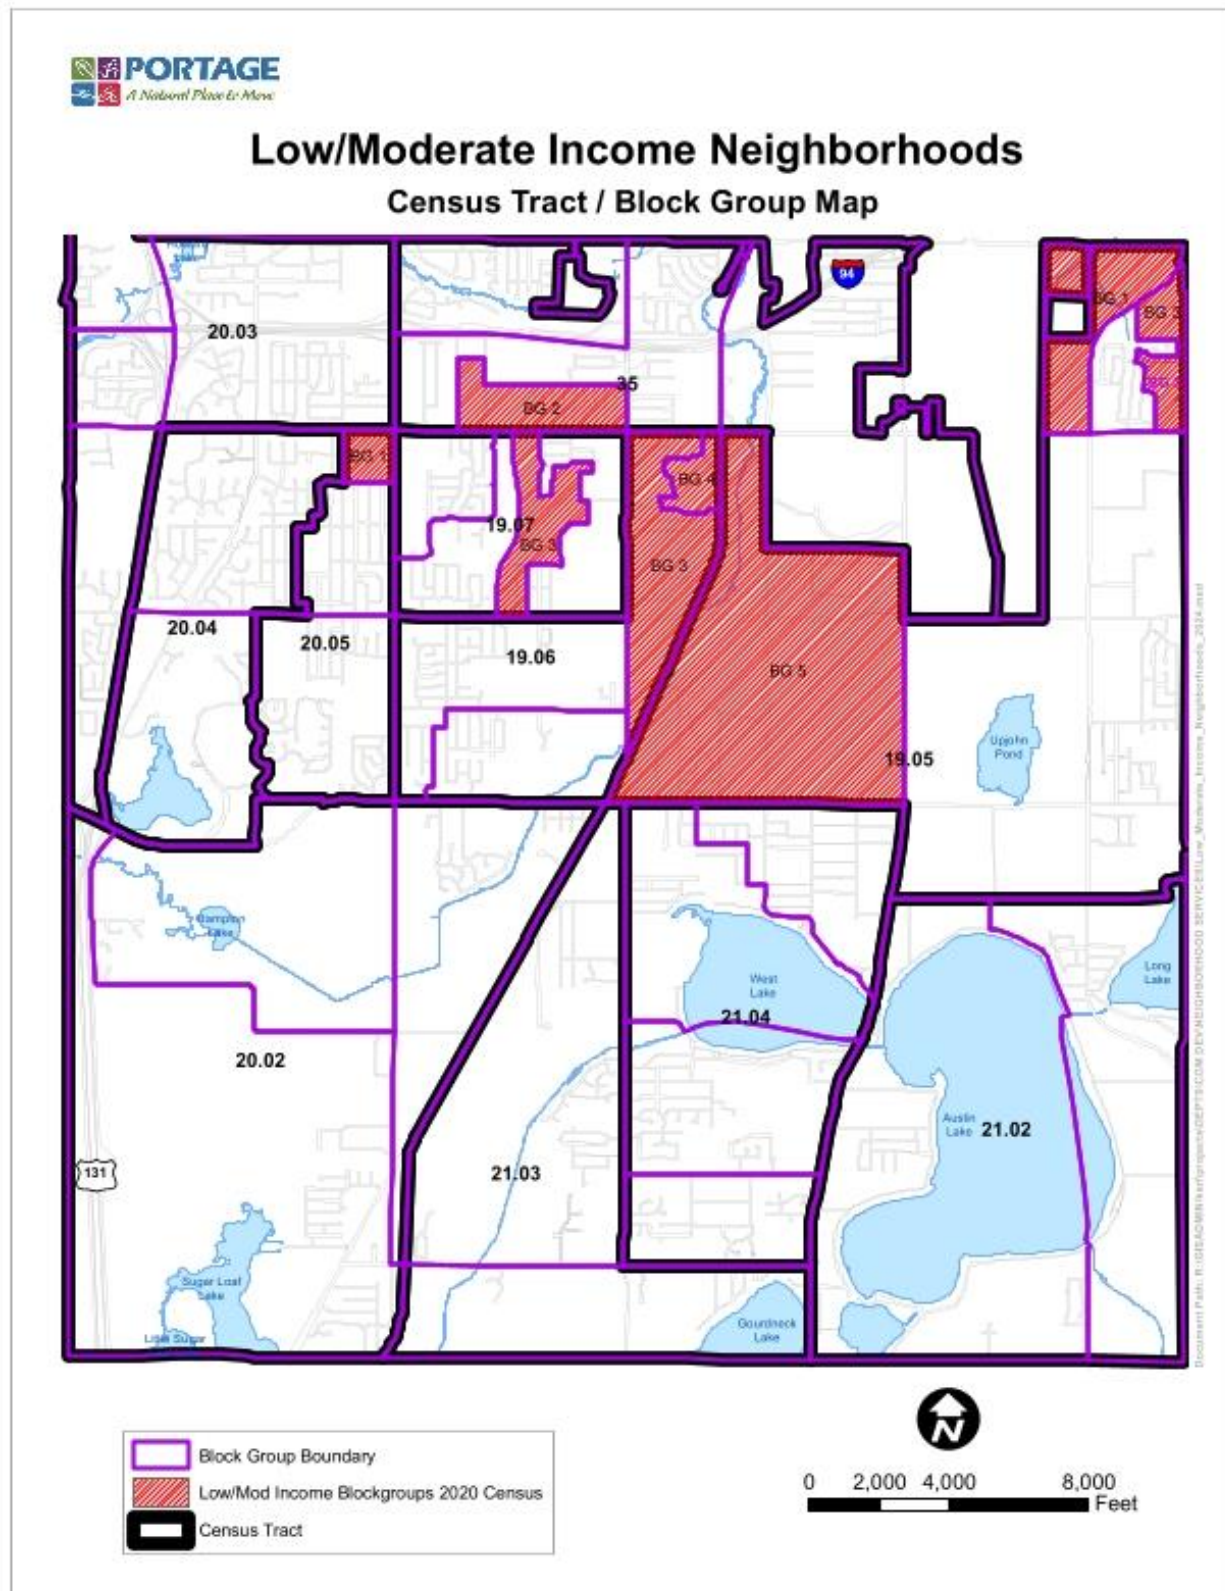 PORTAGE
A Natural Place to Move
Low/Moderate Income Neighborhoods
Census Tract / Block Group Map
94
20.03
BG 1
BG 3
35
BG 2
BG 1
BG 4
19.07
BG 3
BG 3
20.04
20.05
19.06
BG 5
Upjohn
Pond
19.05
Hampton
Lake
West
Lake
Long
Lake
21.04
20.02
Austin
Lake
21.02
131
21.03
Sugar Loaf
Lake
Little Sugar
Gourdneck
Lake
Block Group Boundary
Low/Mod Income Blockgroups 2020 Census
Census Tract
N
0 2,000 4,000 8,000
Feet